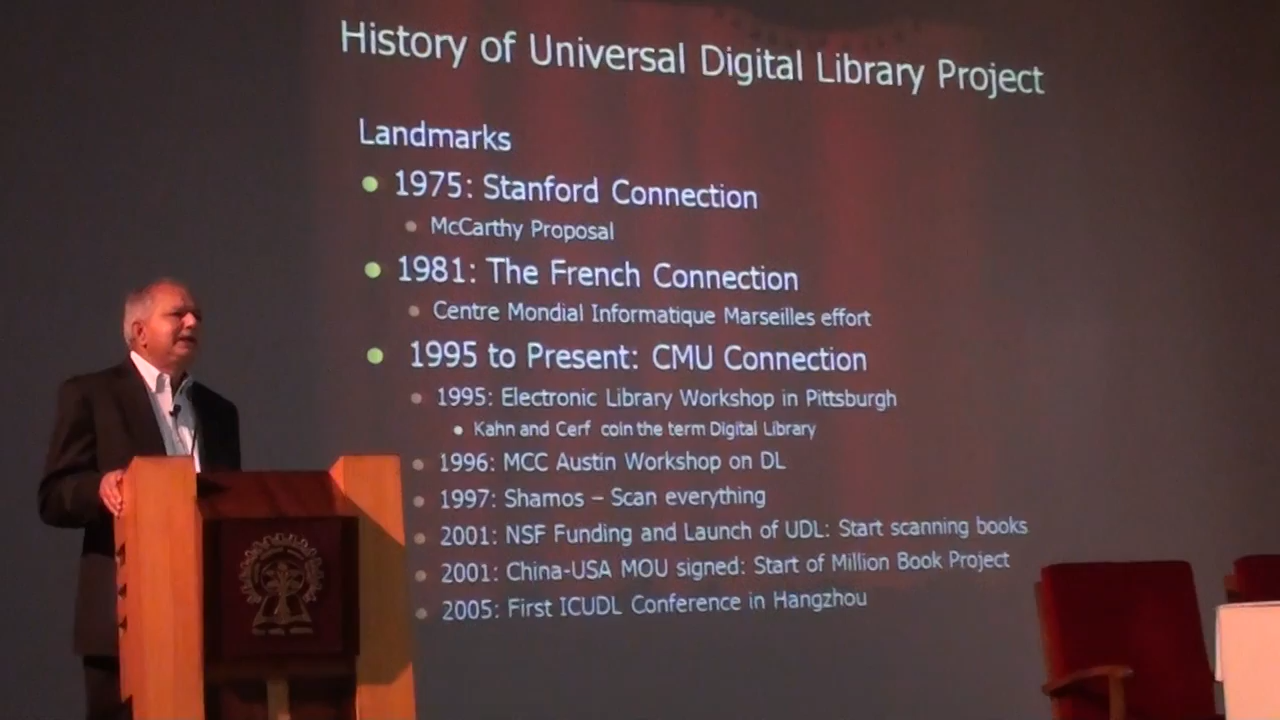 History of Universal Digital Library Project
Landmarks
1975: Stanford Connection
McCarthy Proposal
1981: The French Connection
Centre Mondial Informatique Marseilles effort
1995 to Present: CMU Connection
1995: Electronic Library Workshop in Pittsburgh
Kahn and Cerf coin the term Digital Library
1996: MCC Austin Workshop on DL
1997: Shamos – Scan everything
2001: NSF Funding and Launch of UDL: Start scanning books
2001: China-USA MOU signed: Start of Million Book Project
2005: First ICUDL Conference in Hangzhou